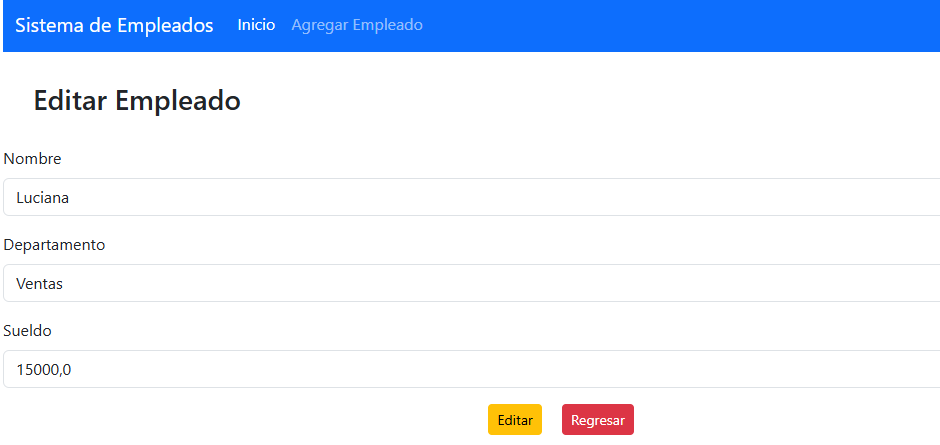 Sistema de Empleados Inicio Agregar Empleado
Editar Empleado
Nombre
Luciana
Departamento
Ventas
Sueldo
15000,0
Editar Regresar